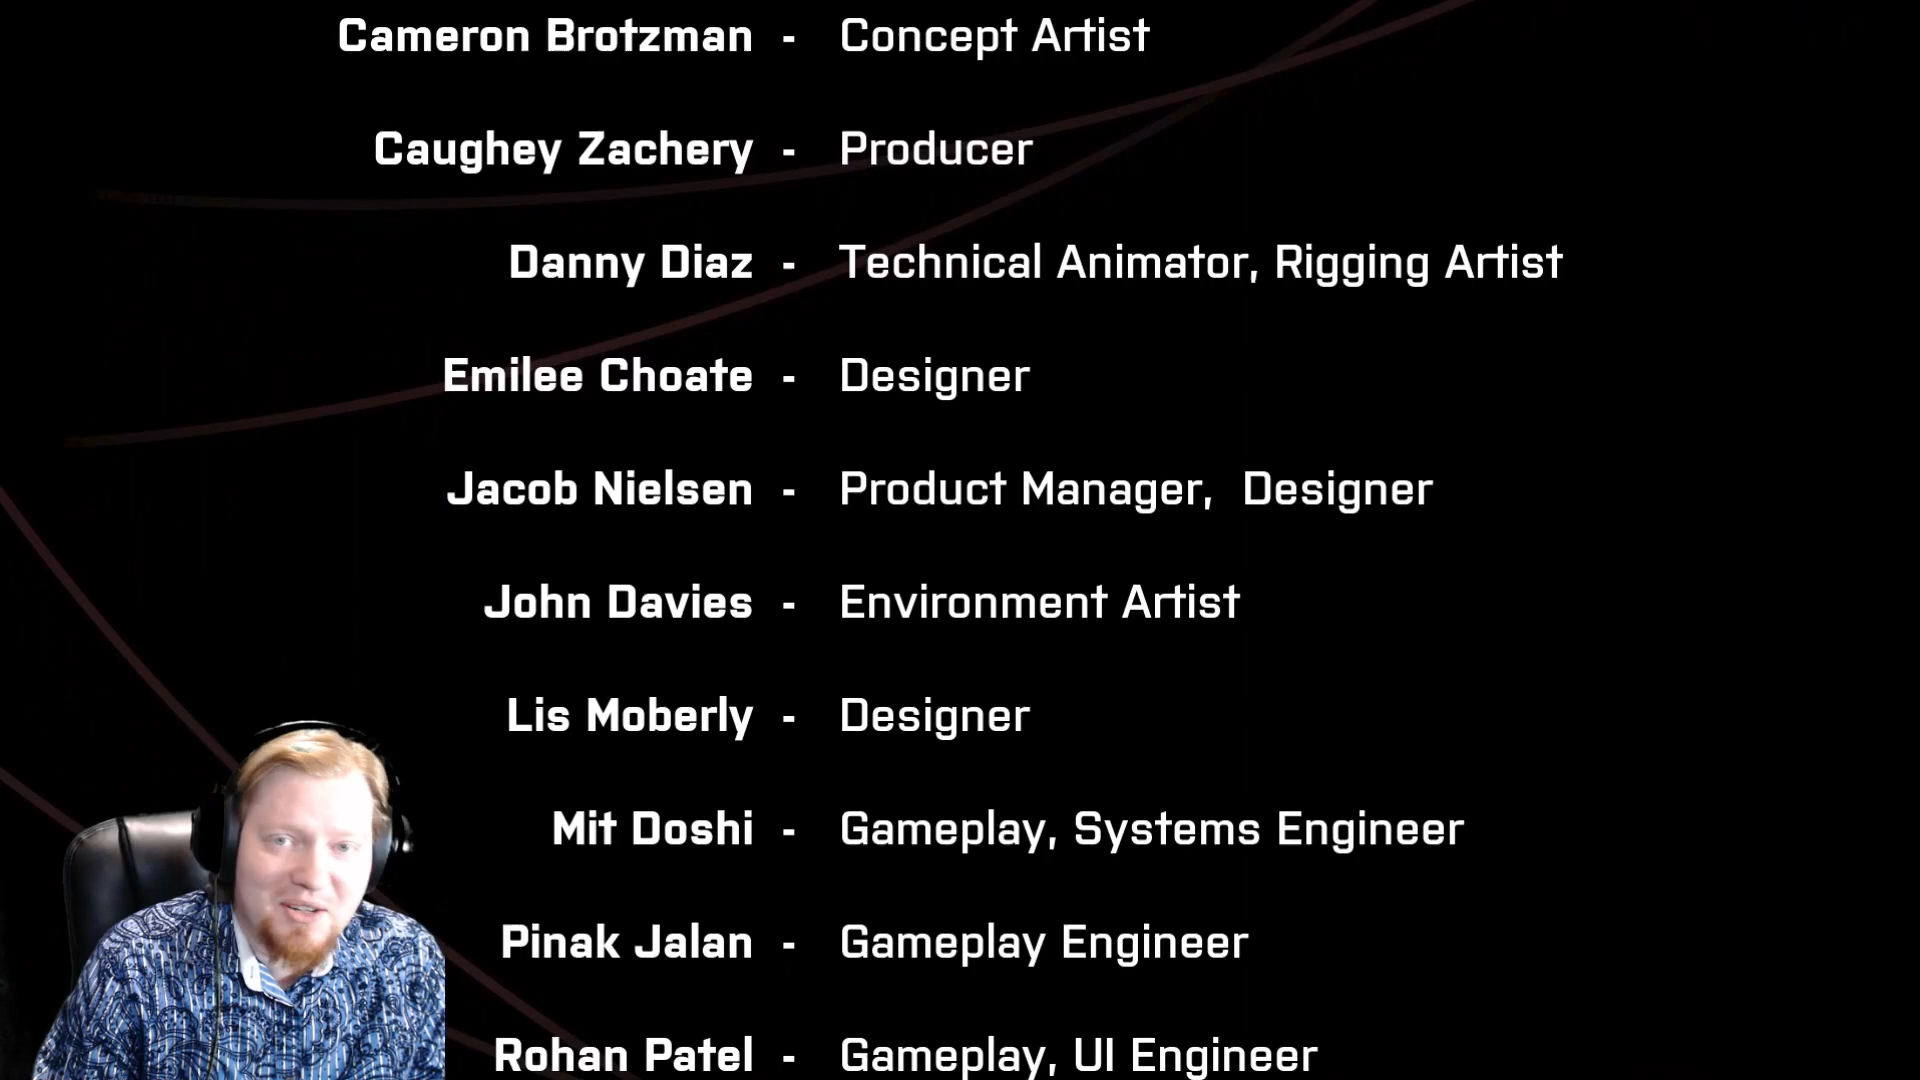 Cameron Brotzman - Concept Artist
Caughey Zachery - Producer
Danny Diaz - Technical Animator, Rigging Artist
Emilee Choate - Designer
Jacob Nielsen - Product Manager,  Designer
John Davies - Environment Artist
Lis Moberly - Designer
Mit Doshi - Gameplay, Systems Engineer
Pinak Jalan - Gameplay Engineer
Rohan Patel - Gameplay, UI Engineer